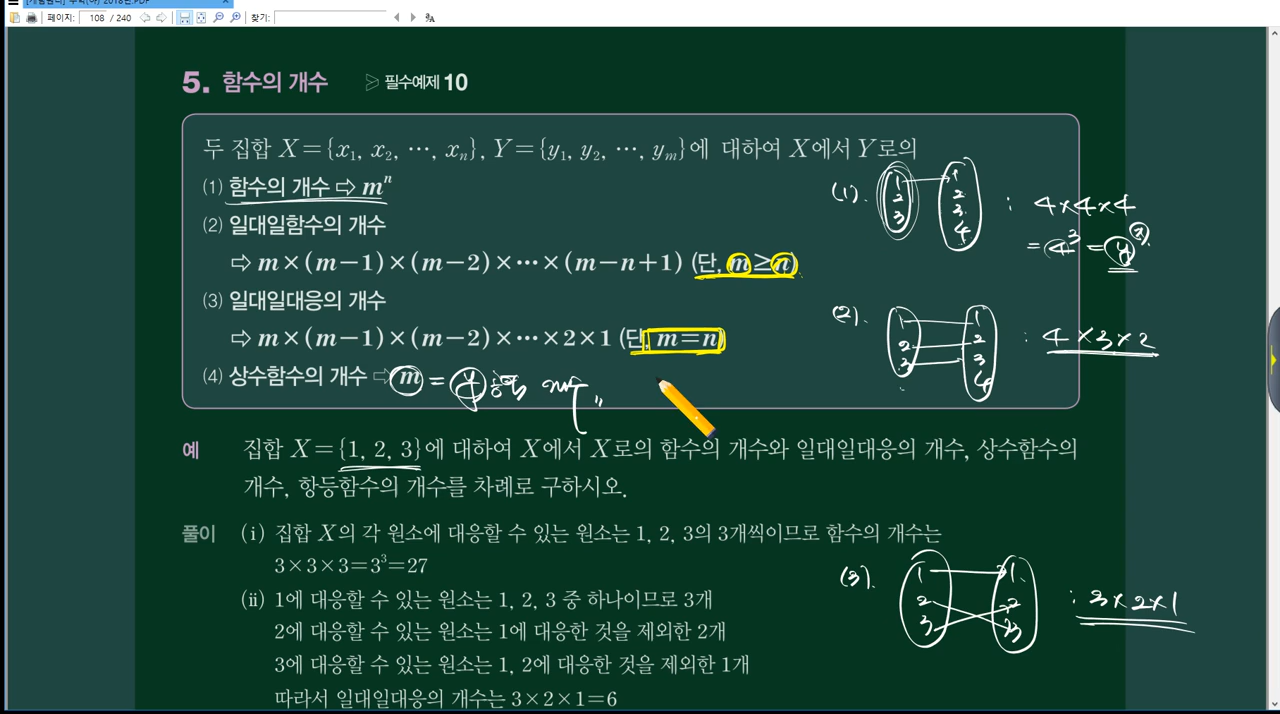 [개념원리] 수학(하) 2018년.PDF
페이지: 108 / 240 찾기:
5. 함수의 개수 ▷ 필수예제 10
두 집합 X={x₁, x₂, ⋯, xₙ}, Y={y₁, y₂, ⋯, yₘ}에 대하여 X에서 Y로의
(1) 함수의 개수 ⇨ mⁿ
(2) 일대일함수의 개수
⇨ m×(m−1)×(m−2)×⋯×(m−n+1) (단, m≥n)
(3) 일대일대응의 개수
⇨ m×(m−1)×(m−2)×⋯×2×1 (단, m=n)
(4) 상수함수의 개수 ⇨ m = y
(1). 1 2 3 1 2 3 4 : 4×4×4
= 4³ = y
(2). 1 2 3 1 2 3 4 : 4×3×2
예 집합 X={1, 2, 3}에 대하여 X에서 X로의 함수의 개수와 일대일대응의 개수, 상수함수의
개수, 항등함수의 개수를 차례로 구하시오.
풀이 (ⅰ) 집합 X의 각 원소에 대응할 수 있는 원소는 1, 2, 3의 3개씩이므로 함수의 개수는
3×3×3=3³=27
(ⅱ) 1에 대응할 수 있는 원소는 1, 2, 3 중 하나이므로 3개
2에 대응할 수 있는 원소는 1에 대응한 것을 제외한 2개
3에 대응할 수 있는 원소는 1, 2에 대응한 것을 제외한 1개
따라서 일대일대응의 개수는 3×2×1=6
(3). 1 2 3 1 2 3 : 3×2×1